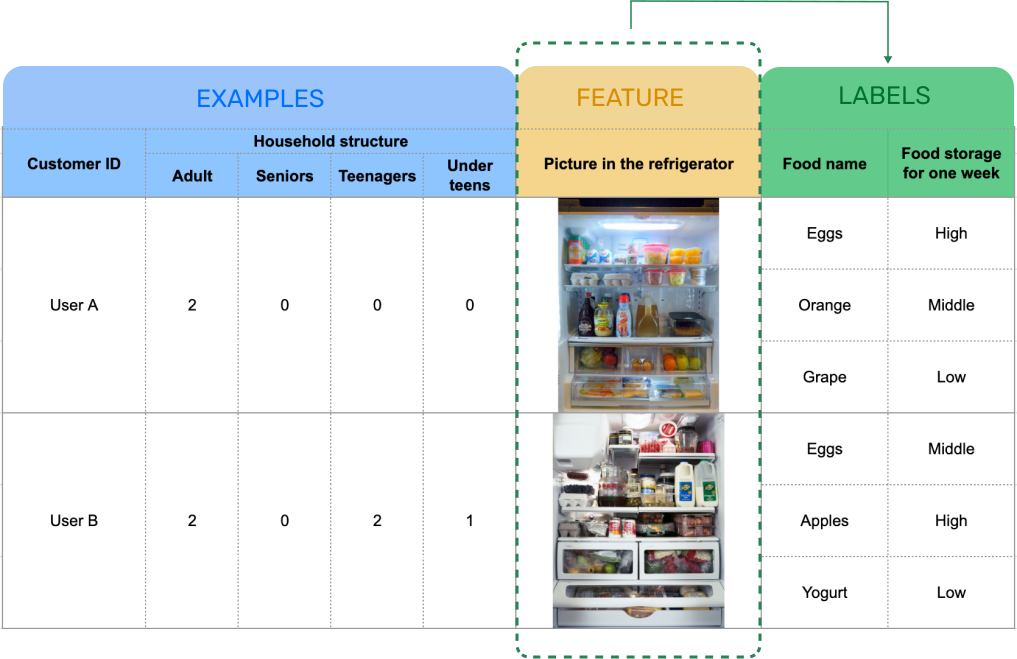 EXAMPLES
FEATURE
LABELS
Customer ID
Household structure
Adult
Seniors
Teenagers
Under
teens
Picture in the refrigerator
Food name
Food storage
for one week
User A
2
0
0
0
Eggs
High
Orange
Middle
Grape
Low
User B
2
0
2
1
Eggs
Middle
Apples
High
Yogurt
Low